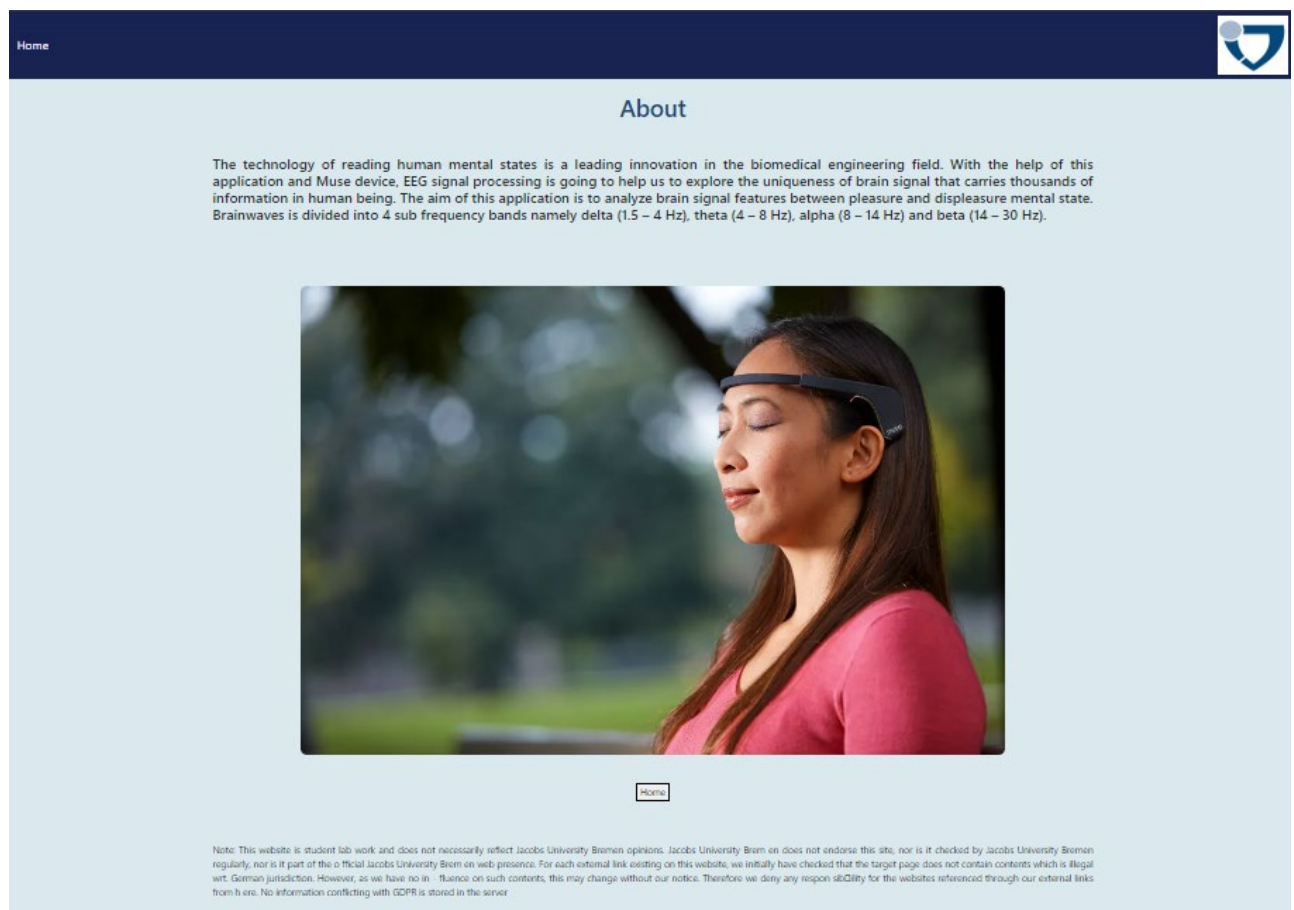 Home
About
The technology of reading human mental states is a leading innovation in the biomedical engineering field. With the help of this
application and Muse device, EEG signal processing is going to help us to explore the uniqueness of brain signal that carries thousands of
information in human being. The aim of this application is to analyze brain signal features between pleasure and displeasure mental state.
Brainwaves is divided into 4 sub frequency bands namely delta (1.5 – 4 Hz), theta (4 – 8 Hz), alpha (8 – 14 Hz) and beta (14 – 30 Hz).
Home
Note: This website is student lab work and does not necessarily reflect Jacobs University Bremen opinions. Jacobs University Brem en does not endorse this site, nor is it checked by Jacobs University Bremen
regularly, nor is it part of the o fficial Jacobs University Brem en web presence. For each external link existing on this website, we initially have checked that the target page does not contain contents which is illegal
wrt. German jurisdiction. However, as we have no in - fluence on such contents, this may change without our notice. Therefore we deny any respon sib□ility for the websites referenced through our external links
from h ere. No information conflicting with GDPR is stored in the server